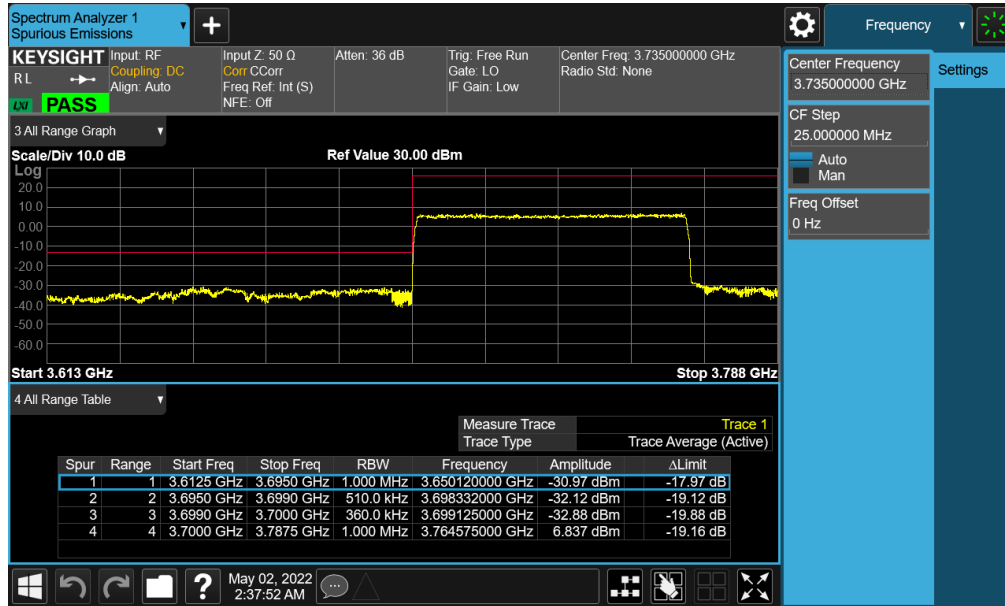 Spectrum Analyzer 1
Spurious Emissions
+
Frequency
KEYSIGHT
R L
LXI
PASS
Input: RF
Coupling: DC
Align: Auto
Input Z: 50 Ω
Corr CCorr
Freq Ref: Int (S)
NFE: Off
Atten: 36 dB
Trig: Free Run
Gate: LO
IF Gain: Low
Center Freq: 3.735000000 GHz
Radio Std: None
Center Frequency
3.735000000 GHz
Settings
CF Step
25.000000 MHz
Auto
Man
Freq Offset
0 Hz
3 All Range Graph
Scale/Div 10.0 dB
Ref Value 30.00 dBm
Log
20.0
10.0
0.00
-10.0
-20.0
-30.0
-40.0
-50.0
-60.0
Start 3.613 GHz
Stop 3.788 GHz
4 All Range Table
Measure Trace Trace 1
Trace Type Trace Average (Active)
Spur Range Start Freq Stop Freq RBW Frequency Amplitude ΔLimit
1 1 3.6125 GHz 3.6950 GHz 1.000 MHz 3.650120000 GHz -30.97 dBm -17.97 dB
2 2 3.6950 GHz 3.6990 GHz 510.0 kHz 3.698332000 GHz -32.12 dBm -19.12 dB
3 3 3.6990 GHz 3.7000 GHz 360.0 kHz 3.699125000 GHz -32.88 dBm -19.88 dB
4 4 3.7000 GHz 3.7875 GHz 1.000 MHz 3.764575000 GHz 6.837 dBm -19.16 dB
?
May 02, 2022
2:37:52 AM